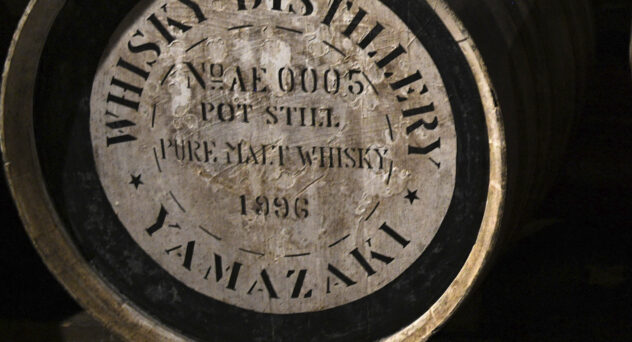 WHISKY DISTILLERY
No AE 0005
POT STILL
PURE MALT WHISKY
1996
★ YAMAZAKI ★